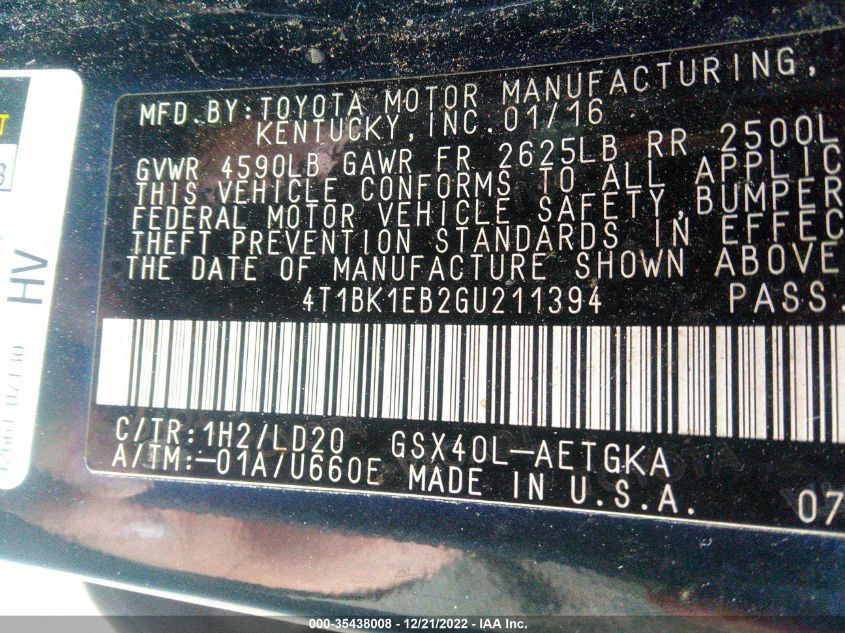 MFD.BY:TOYOTA MOTOR MANUFACTURING,
KENTUCKY,INC.01/16
GVWR 4590LB GAWR FR 2625LB RR 2500L
THIS VEHICLE CONFORMS TO ALL APPLIC
FEDERAL MOTOR VEHICLE SAFETY,BUMPER
THEFT PREVENTION STANDARDS IN EFFEC
THE DATE OF MANUFACTURE SHOWN ABOVE
4T1BK1EB2GU211394 PASS.
C/TR:1H2/LD20 GSX40L-AETGKA
A/TM:-01A/U660E MADE IN U.S.A.
07
HV
000-35438008 - 12/21/2022 - IAA Inc.